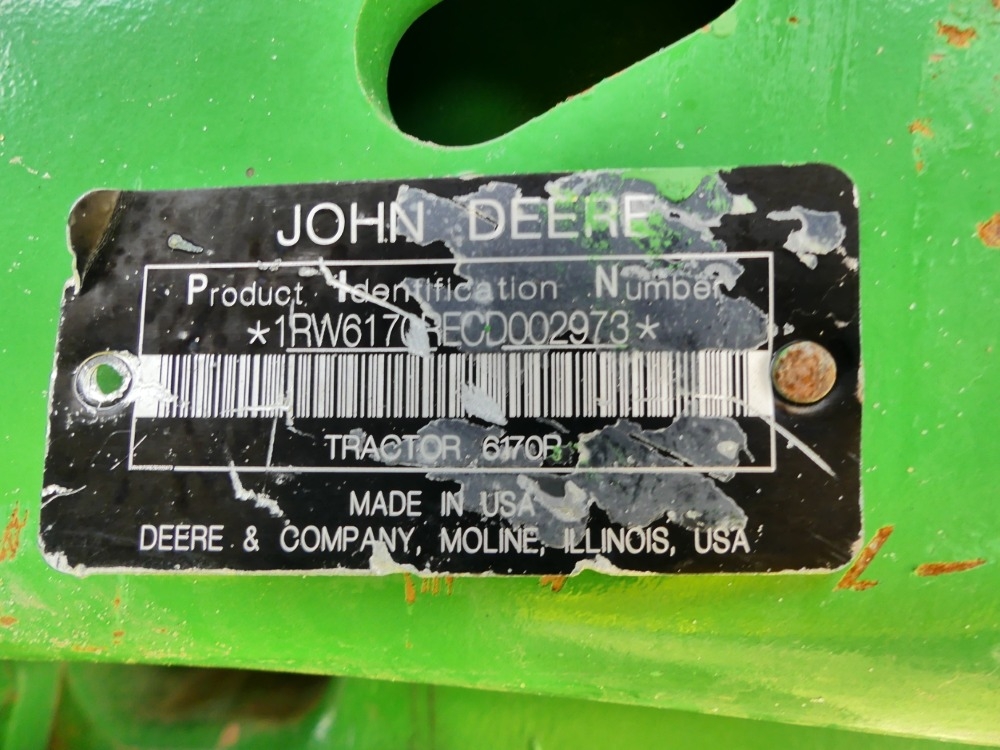 JOHN DEERE
Product Identification Number
*1RW6170RECD002973*
TRACTOR 6170R
MADE IN USA
DEERE & COMPANY, MOLINE, ILLINOIS, USA